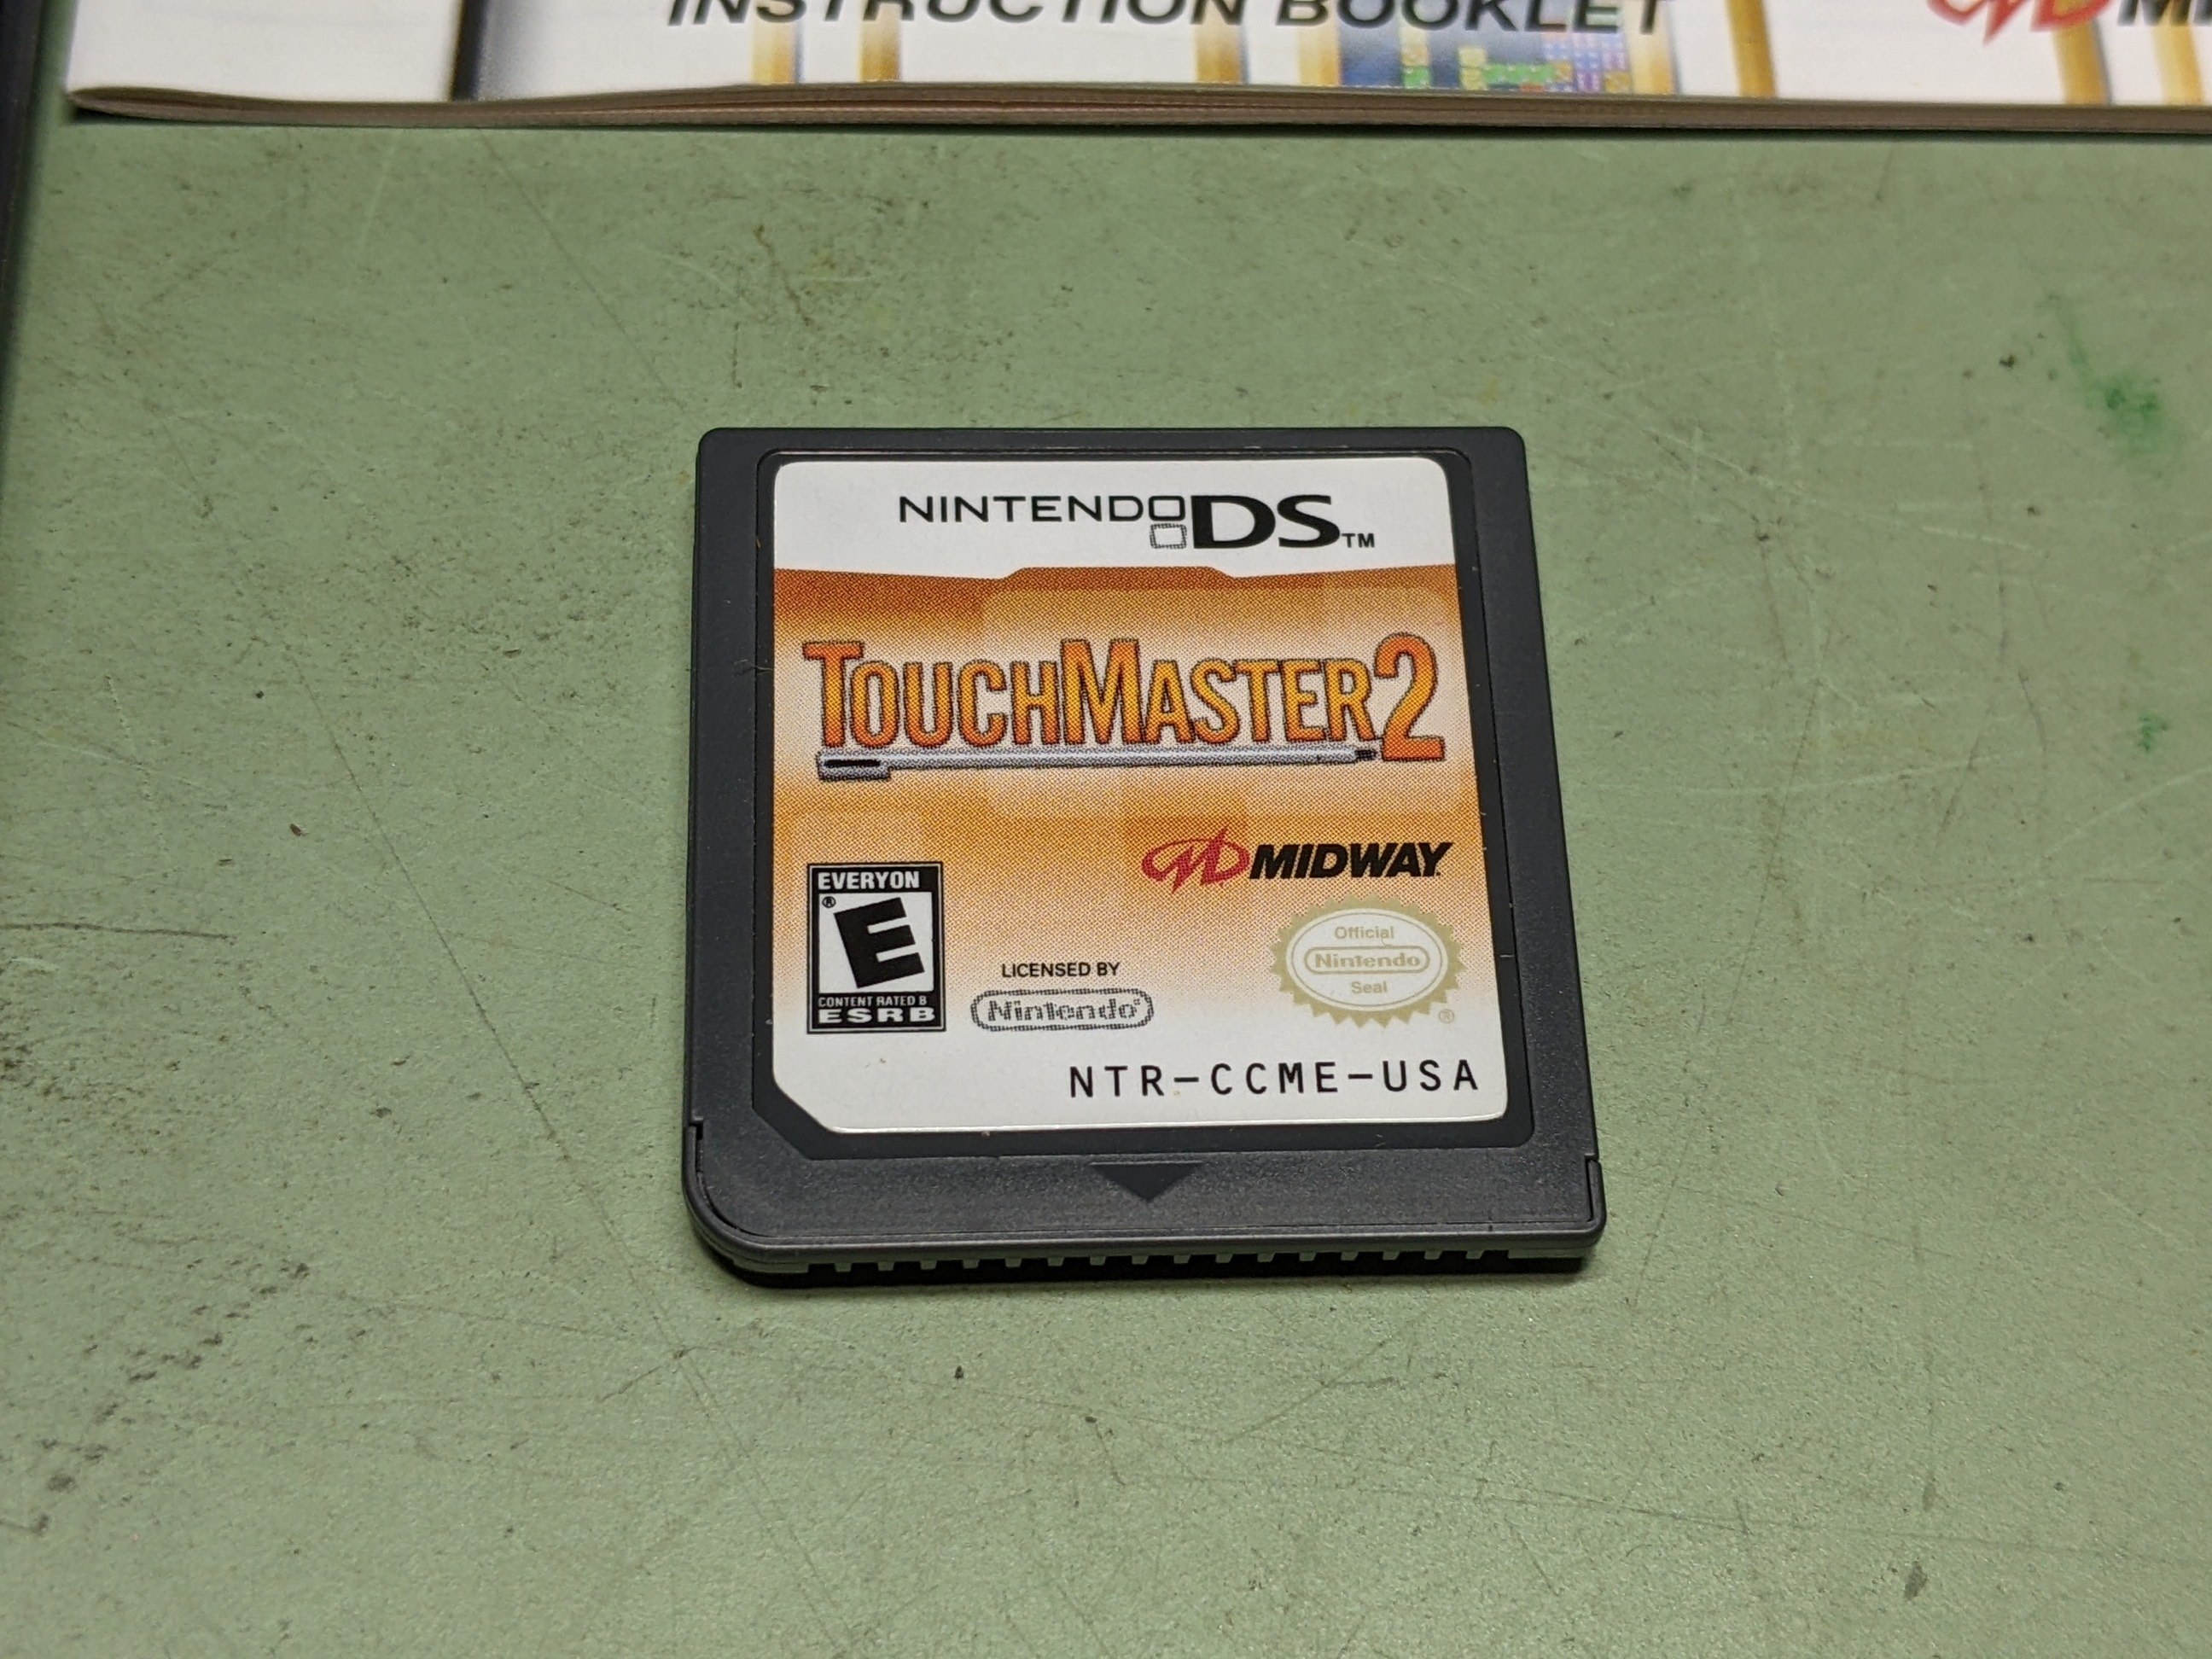 INSTRUCTION BOOKLET
NINTENDO DS™
TOUCHMASTER 2
MIDWAY
EVERYON
®
E
CONTENT RATED B
ESRB
LICENSED BY
Nintendo®
Official
Nintendo
Seal
®
NTR-CCME-USA